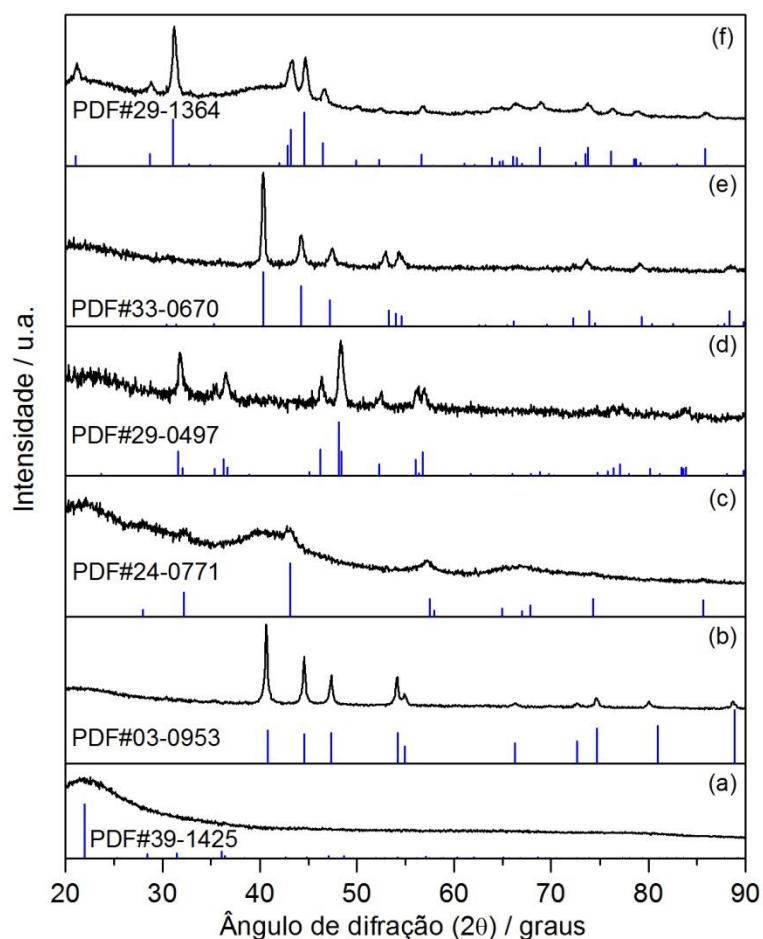 (f)
PDF#29-1364
(e)
PDF#33-0670
(d)
PDF#29-0497
(c)
PDF#24-0771
(b)
PDF#03-0953
(a)
PDF#39-1425
20 30 40 50 60 70 80 90
Ângulo de difração (2θ) / graus
Intensidade / u.a.